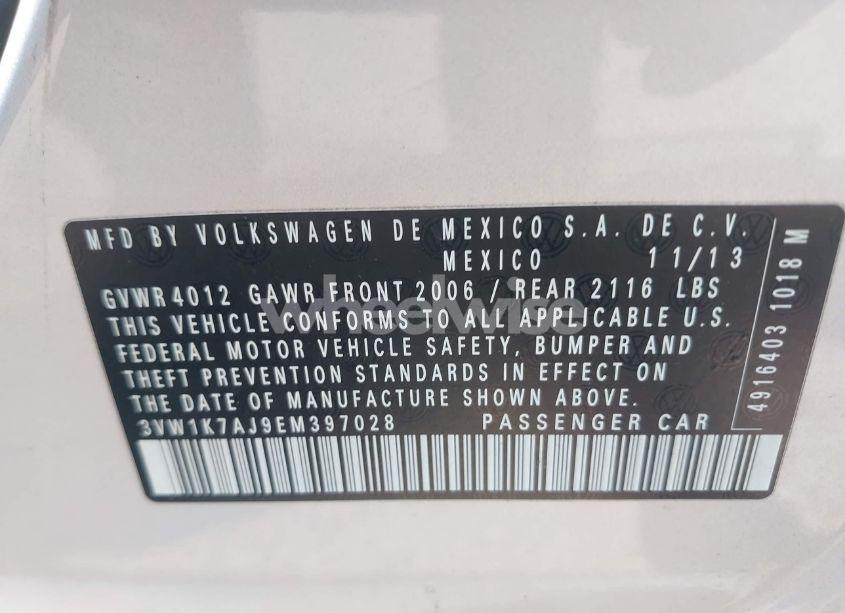 MFD BY VOLKSWAGEN DE MEXICO S.A. DE C.V.
MEXICO 11/13
GVWR 4012 GAWR FRONT 2006 / REAR 2116 LBS
THIS VEHICLE CONFORMS TO ALL APPLICABLE U.S.
FEDERAL MOTOR VEHICLE SAFETY, BUMPER AND
THEFT PREVENTION STANDARDS IN EFFECT ON
THE DATE OF MANUFACTURE SHOWN ABOVE.
3VW1K7AJ9EM397028 PASSENGER CAR
4916403 1018 M
wheelwise